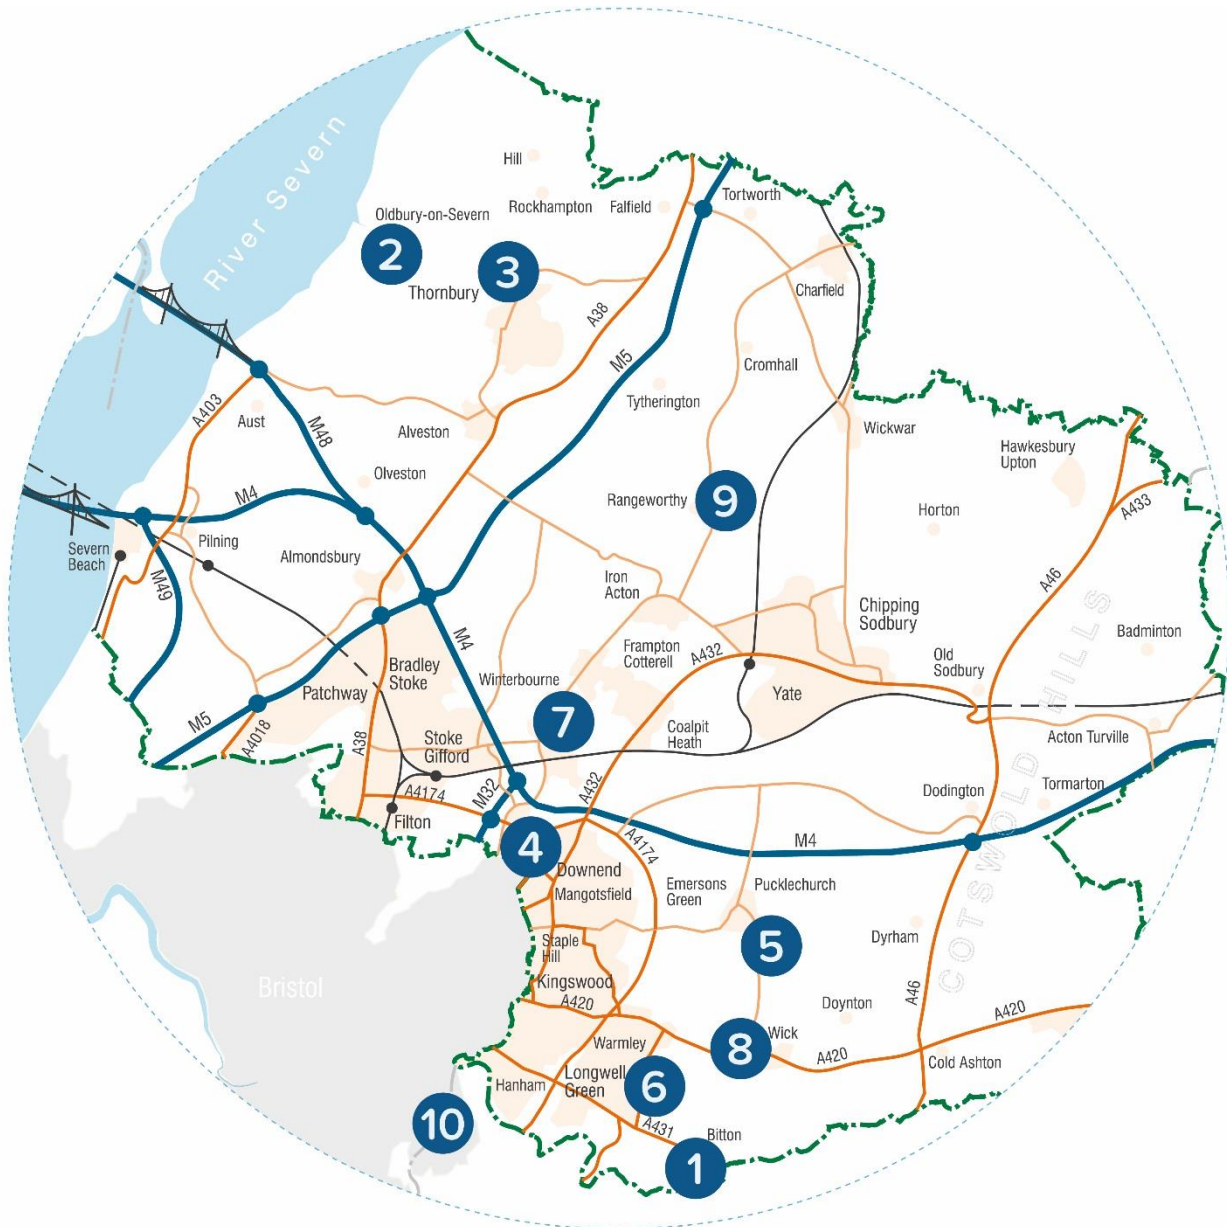 Hill
River Severn
Tortworth
Rockhampton
Falfield
Oldbury-on-Severn
2
3
Thornbury
Charfield
A38
M5
Cromhall
Tytherington
A403
Aust
M48
Alveston
Wickwar
Hawkesbury
Upton
Olveston
M4
Rangeworthy
9
Horton
A433
Pilning
Severn
Beach
Almondsbury
M49
Iron
Acton
A46
Chipping
Sodbury
Badminton
M4
Frampton
Cotterell
A432
Old
Sodbury
Bradley
Stoke
Winterbourne
Patchway
Yate
COTSWOLD HILLS
M5
7
A4018
A38
Stoke
Gifford
Coalpit
Heath
Acton Turville
A432
Tormarton
Dodington
M32
A4174
Filton
M4
4
A4174
Downend
Mangotsfield
Emersons
Green
Pucklechurch
Dyrham
5
Staple
Hill
Kingswood
Bristol
A46
A420
Doynton
A420
Wick
8
Warmley
A420
Cold Ashton
Hanham
Longwell
Green
6
10
A431
Bitton
1